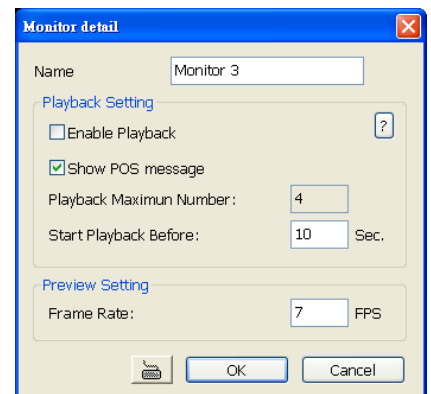 Monitor detail
Name Monitor 3
Playback Setting
Enable Playback
?
Show POS message
Playback Maximun Number: 4
Start Playback Before: 10 Sec.
Preview Setting
Frame Rate: 7 FPS
OK Cancel